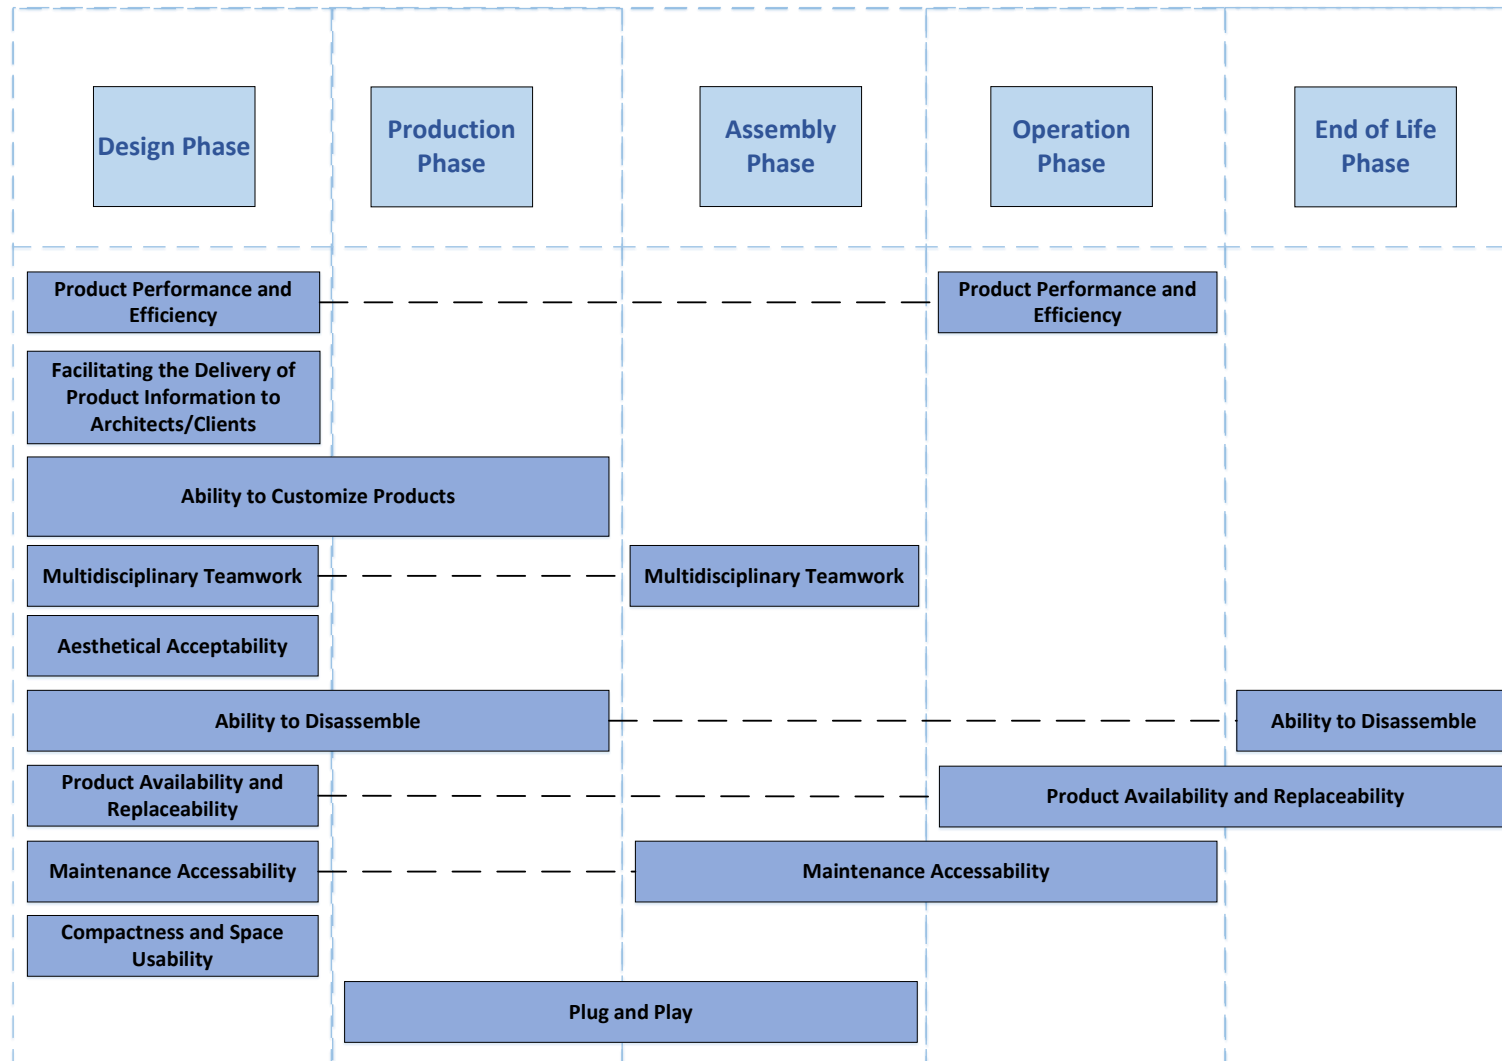 Design Phase
Production
Phase
Assembly
Phase
Operation
Phase
End of Life
Phase
Product Performance and
Efficiency
Product Performance and
Efficiency
Facilitating the Delivery of
Product Information to
Architects/Clients
Ability to Customize Products
Multidisciplinary Teamwork
Multidisciplinary Teamwork
Aesthetical Acceptability
Ability to Disassemble
Ability to Disassemble
Product Availability and
Replaceability
Product Availability and Replaceability
Maintenance Accessability
Maintenance Accessability
Compactness and Space
Usability
Plug and Play